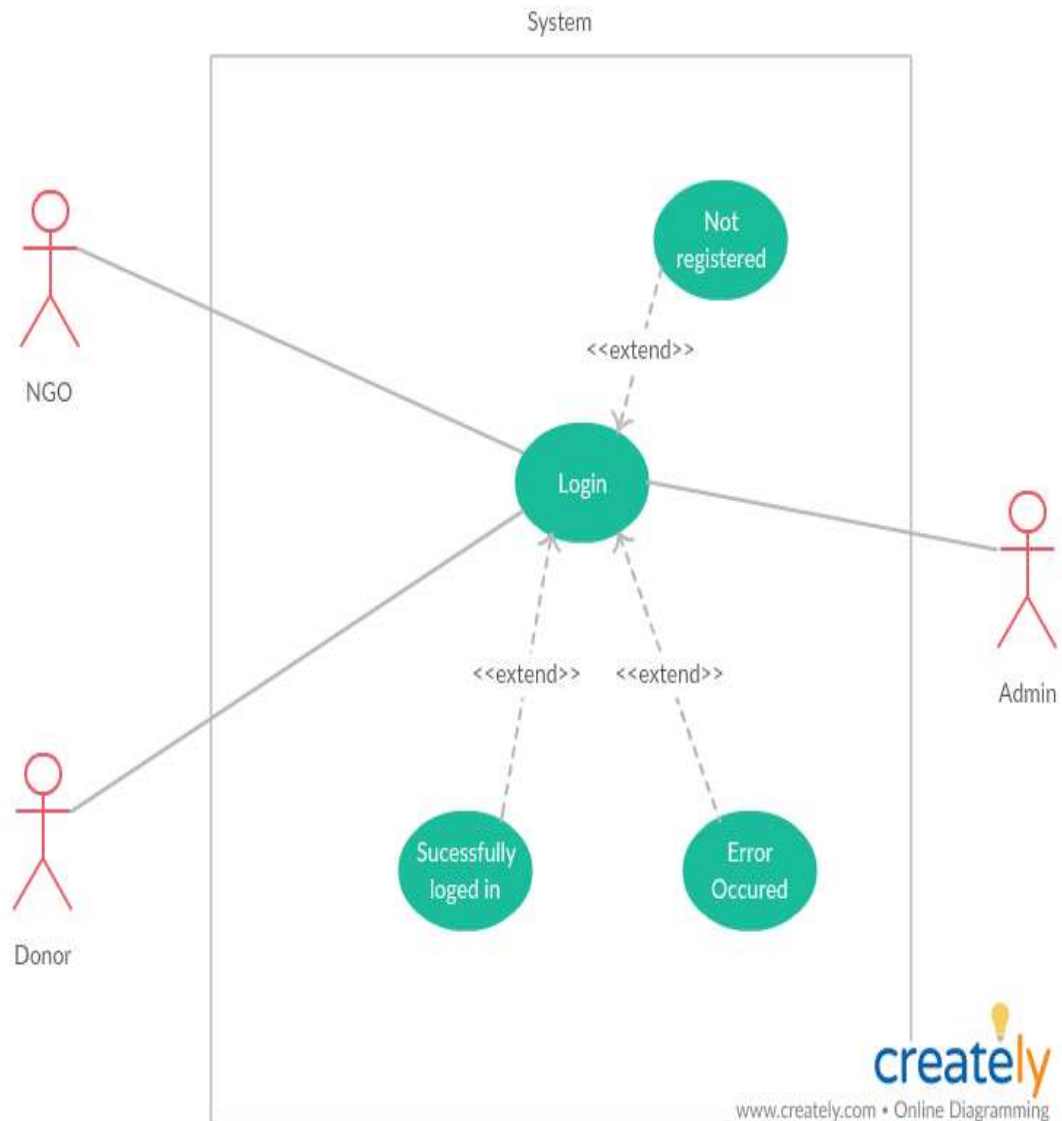 System
Not
registered
<<extend>>
NGO
Login
<<extend>>
<<extend>>
Admin
Sucessfully
loged in
Error
Occured
Donor
creately
www.creately.com • Online Diagramming